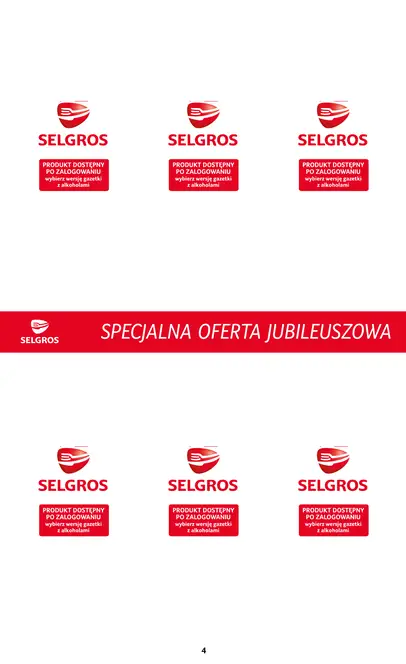 SELGROS SELGROS SELGROS
PRODUKT DOSTĘPNY PRODUKT DOSTĘPNY PRODUKT DOSTĘPNY
PO ZALOGOWANIU PO ZALOGOWANIU PO ZALOGOWANIU
wybierz wersję gazetki wybierz wersję gazetki wybierz wersję gazetki
z alkoholami z alkoholami z alkoholami
SELGROS SPECJALNA OFERTA JUBILEUSZOWA
SELGROS SELGROS SELGROS
PRODUKT DOSTĘPNY PRODUKT DOSTĘPNY PRODUKT DOSTĘPNY
PO ZALOGOWANIU PO ZALOGOWANIU PO ZALOGOWANIU
wybierz wersję gazetki wybierz wersję gazetki wybierz wersję gazetki
z alkoholami z alkoholami z alkoholami
4